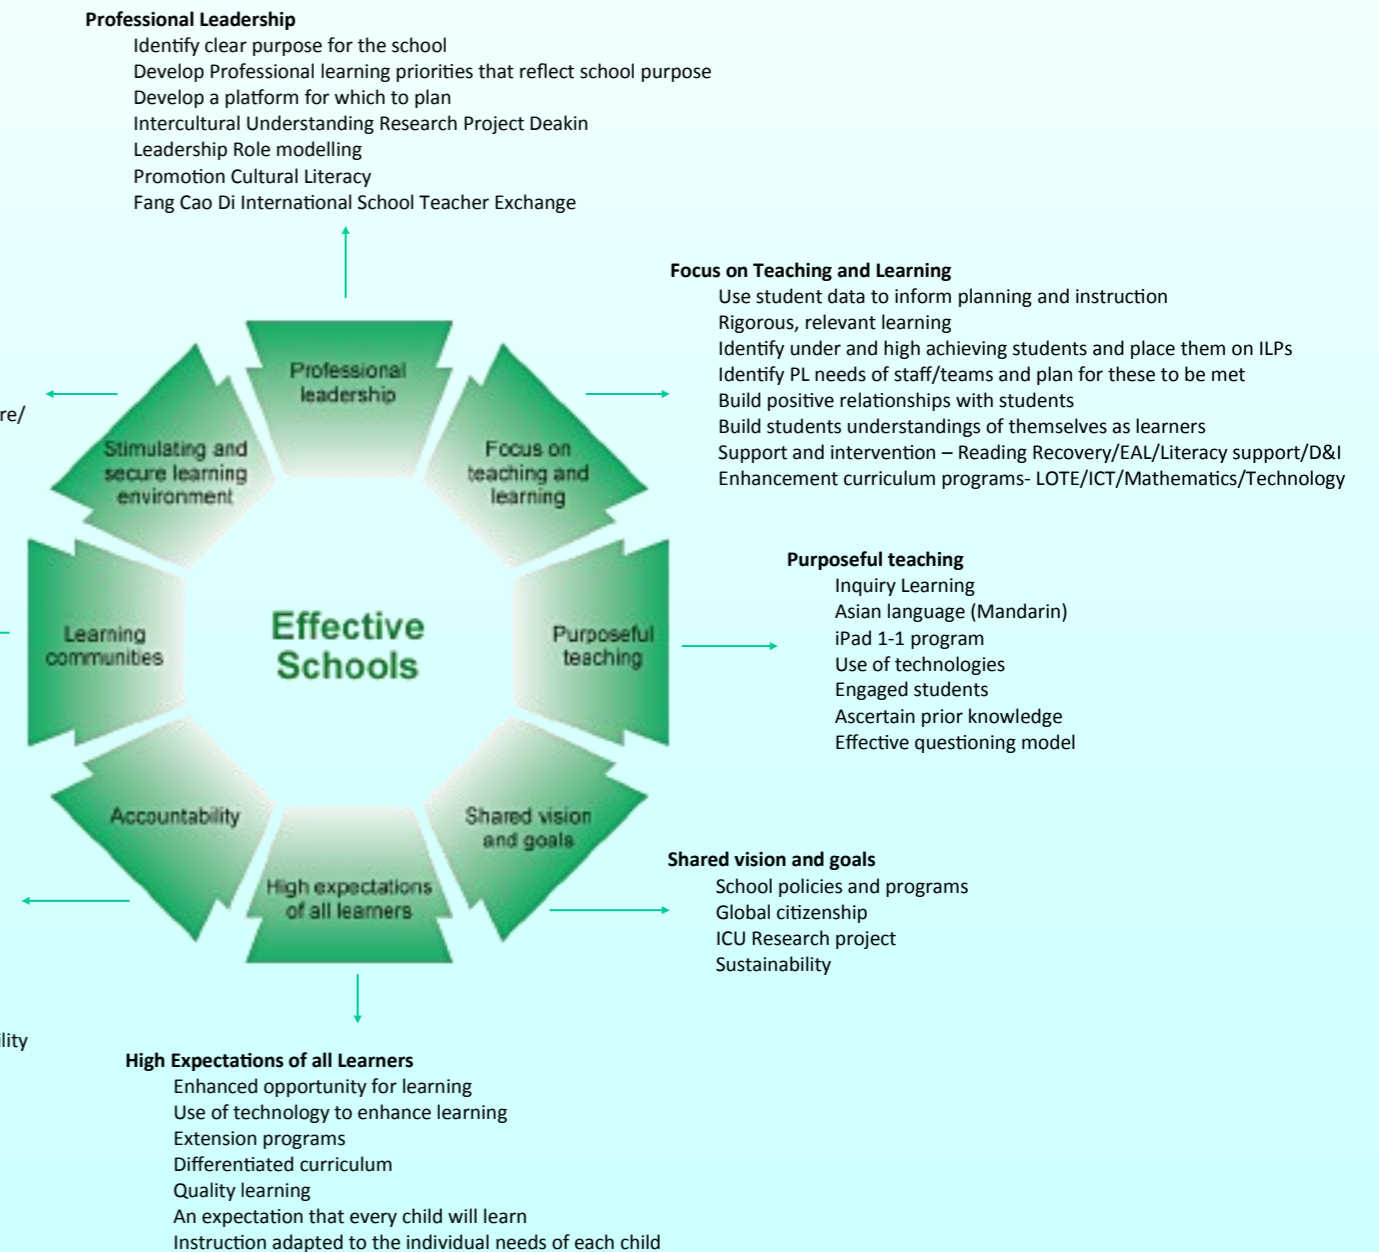 Professional Leadership
Identify clear purpose for the school
Develop Professional learning priorities that reflect school purpose
Develop a platform for which to plan
Intercultural Understanding Research Project Deakin
Leadership Role modelling
Promotion Cultural Literacy
Fang Cao Di International School Teacher Exchange
Focus on Teaching and Learning
Use student data to inform planning and instruction
Rigorous, relevant learning
Identify under and high achieving students and place them on ILPs
Identify PL needs of staff/teams and plan for these to be met
Build positive relationships with students
Build students understandings of themselves as learners
Support and intervention – Reading Recovery/EAL/Literacy support/D&I
Enhancement curriculum programs- LOTE/ICT/Mathematics/Technology
re/
Professional
leadership
Stimulating and
secure learning
environment
Focus on
teaching and
learning
Learning
communities
Effective
Schools
Purposeful
teaching
Accountability
Shared vision
and goals
High expectations
of all learners
Purposeful teaching
Inquiry Learning
Asian language (Mandarin)
iPad 1-1 program
Use of technologies
Engaged students
Ascertain prior knowledge
Effective questioning model
Shared vision and goals
School policies and programs
Global citizenship
ICU Research project
Sustainability
ility
High Expectations of all Learners
Enhanced opportunity for learning
Use of technology to enhance learning
Extension programs
Differentiated curriculum
Quality learning
An expectation that every child will learn
Instruction adapted to the individual needs of each child